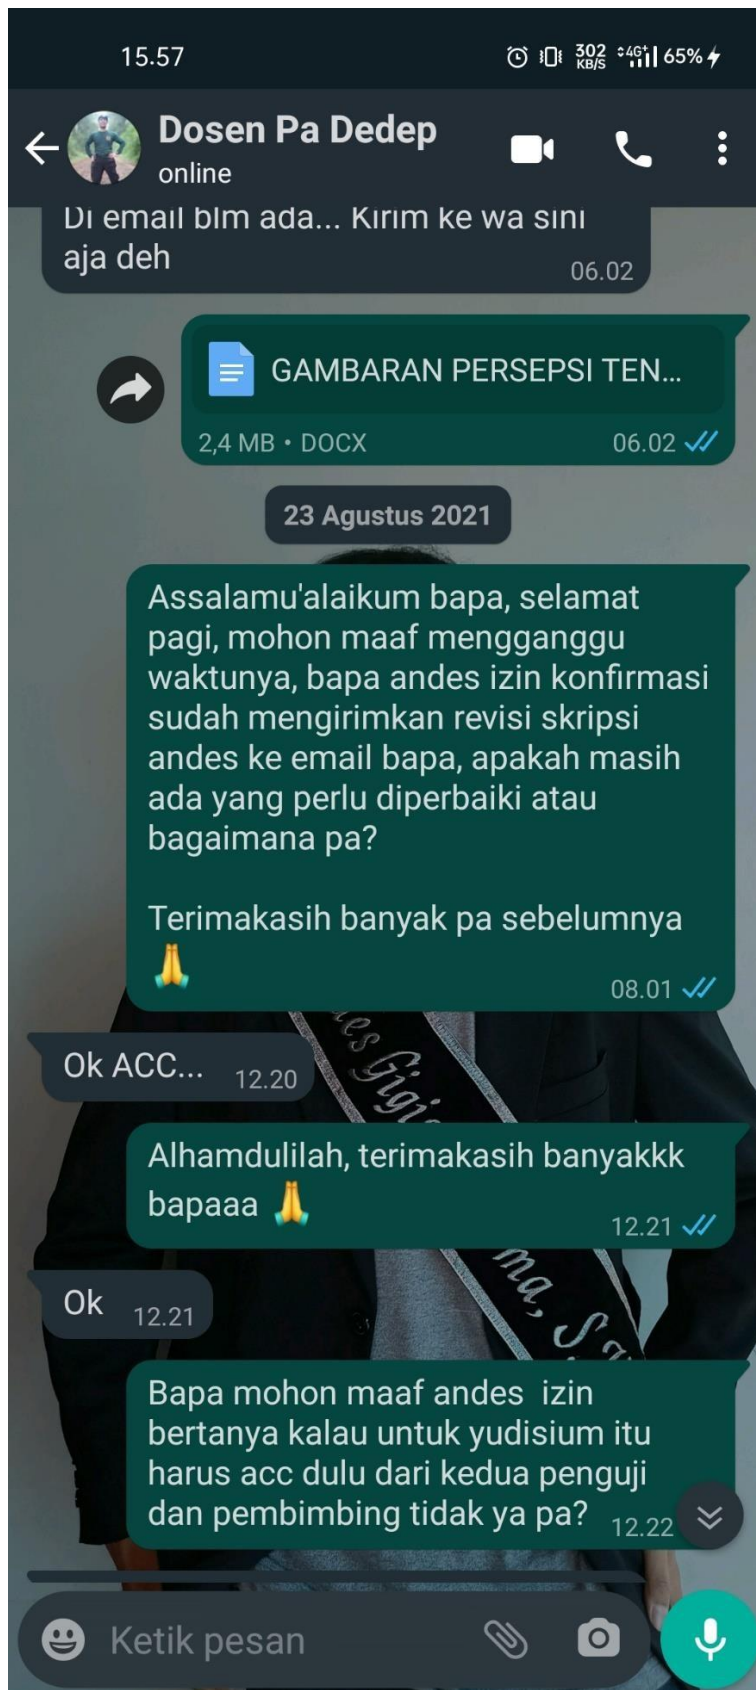 15.57
302 KB/S 4G+ 65%
Dosen Pa Dedep
online
Di email blm ada... Kirim ke wa sini
aja deh
06.02
GAMBARAN PERSEPSI TEN...
2,4 MB • DOCX 06.02
23 Agustus 2021
Assalamu'alaikum bapa, selamat
pagi, mohon maaf mengganggu
waktunya, bapa andes izin konfirmasi
sudah mengirimkan revisi skripsi
andes ke email bapa, apakah masih
ada yang perlu diperbaiki atau
bagaimana pa?
Terimakasih banyak pa sebelumnya
🙏
08.01
Ok ACC... 12.20
Alhamdulilah, terimakasih banyakkk
bapaaa 🙏
12.21
Ok 12.21
Bapa mohon maaf andes izin
bertanya kalau untuk yudisium itu
harus acc dulu dari kedua penguji
dan pembimbing tidak ya pa? 12.22
Ketik pesan